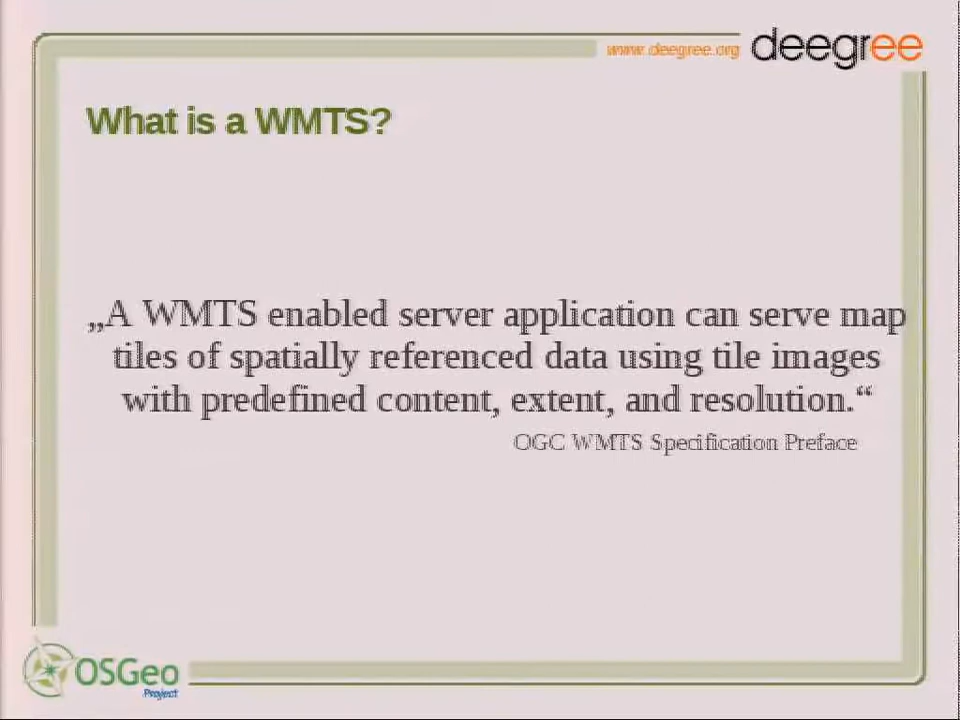 www.deegree.org deegree
What is a WMTS?
„A WMTS enabled server application can serve map
tiles of spatially referenced data using tile images
with predefined content, extent, and resolution.“
OGC WMTS Specification Preface
OSGeo
Project